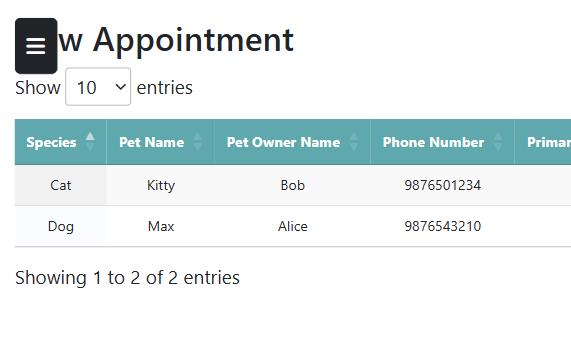 w Appointment
Show 10 entries
Species Pet Name Pet Owner Name Phone Number Primar
Cat Kitty Bob 9876501234
Dog Max Alice 9876543210
Showing 1 to 2 of 2 entries